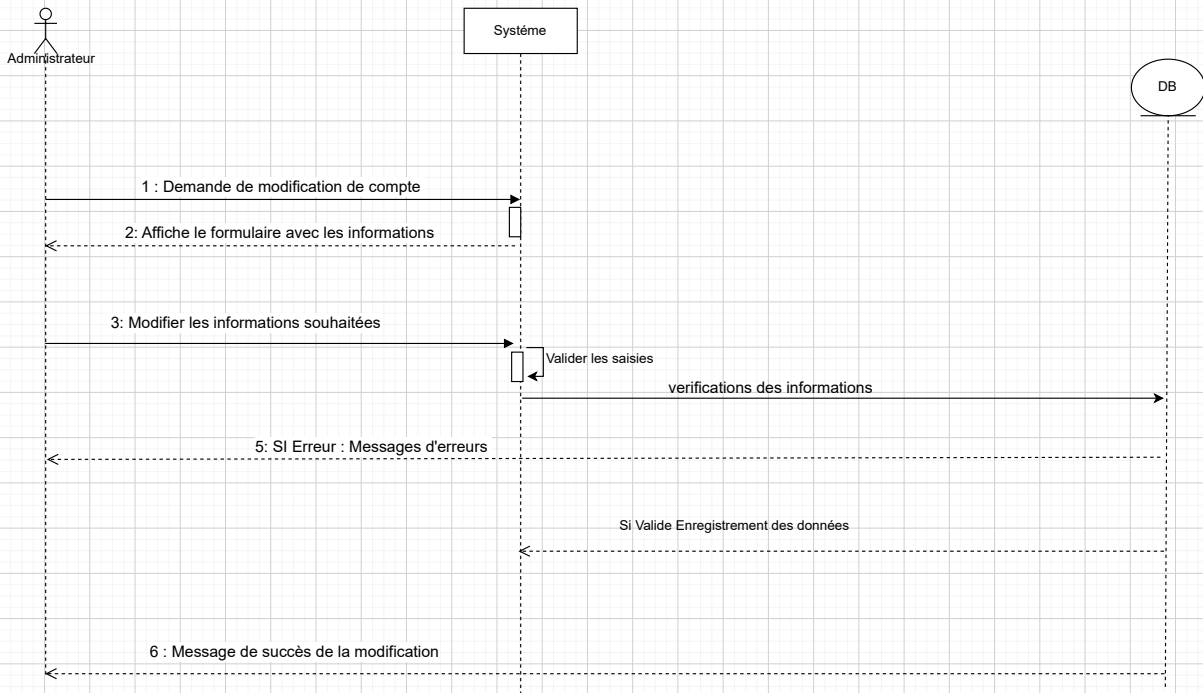 Systéme
Administrateur
DB
1 : Demande de modification de compte
2: Affiche le formulaire avec les informations
3: Modifier les informations souhaitées
Valider les saisies
verifications des informations
5: SI Erreur : Messages d'erreurs
Si Valide Enregistrement des données
6 : Message de succès de la modification